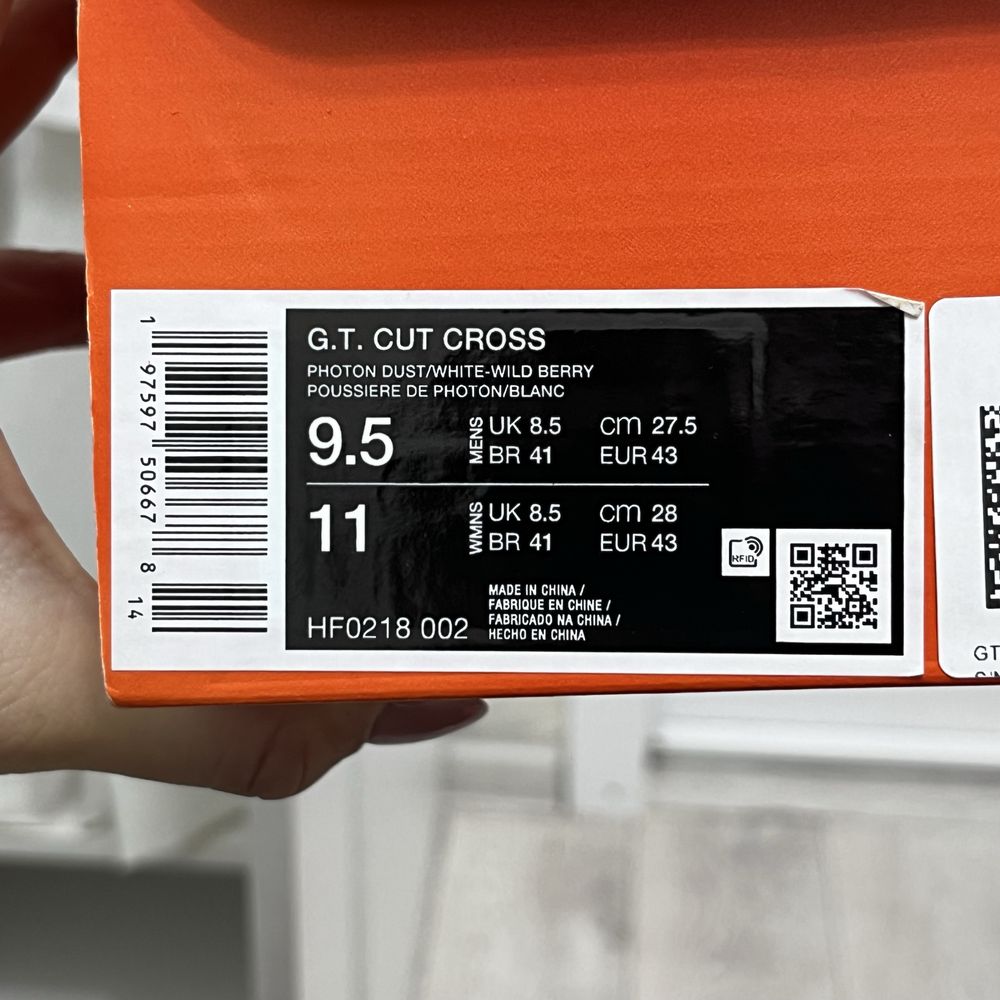 G.T. CUT CROSS
PHOTON DUST/WHITE-WILD BERRY
POUSSIERE DE PHOTON/BLANC
9.5 MENS UK 8.5 cm 27.5
BR 41 EUR 43
11 WMNS UK 8.5 cm 28
BR 41 EUR 43
RFID
MADE IN CHINA /
FABRIQUE EN CHINE /
FABRICADO NA CHINA /
HECHO EN CHINA
HF0218 002
1 97597 50667 8 14
GT